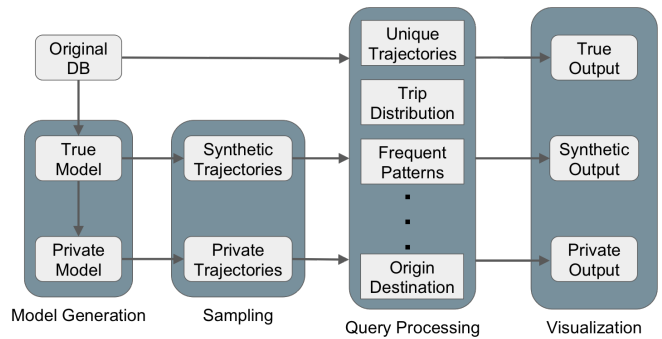 Original
DB
Unique
Trajectories
True
Output
Trip
Distribution
True
Model
Synthetic
Trajectories
Frequent
Patterns
Synthetic
Output
Private
Model
Private
Trajectories
Origin
Destination
Private
Output
Model Generation
Sampling
Query Processing
Visualization